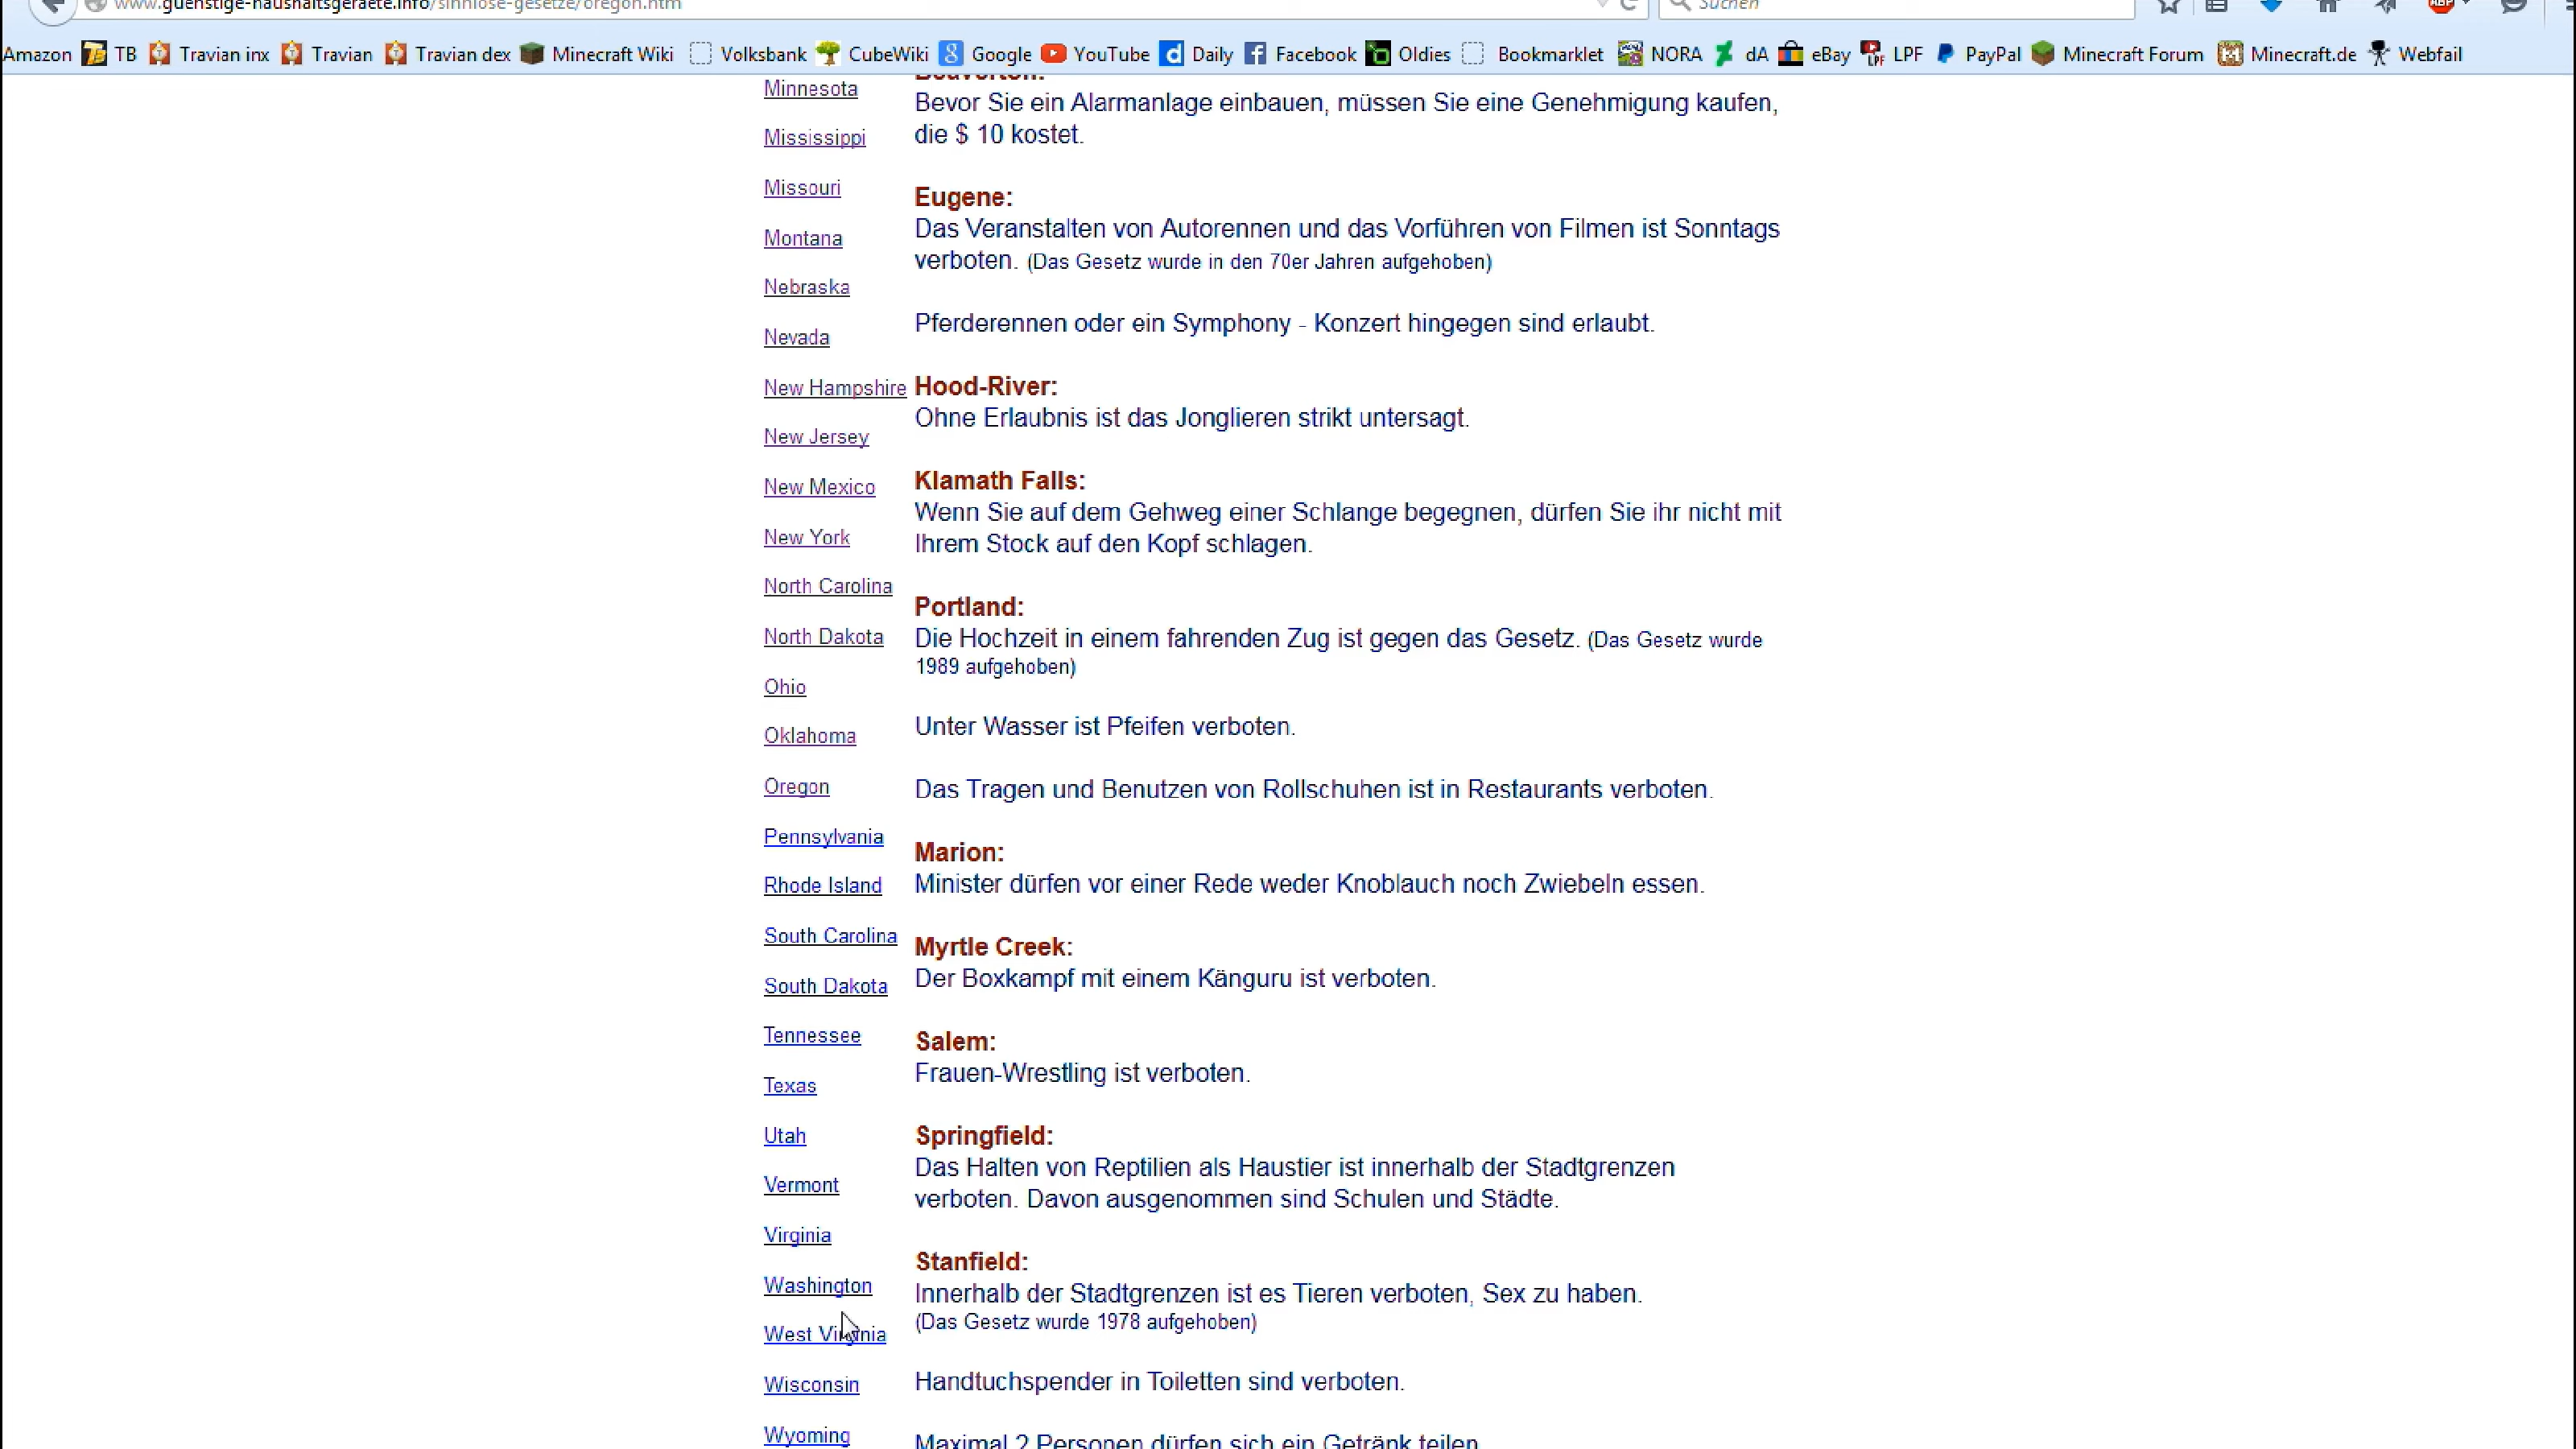 www.guenstige-haushaltsgeraete.info/sinnlose-gesetze/oregon.htm
Suchen
Amazon TB Travian inx Travian Travian dex Minecraft Wiki Volksbank CubeWiki Google YouTube Daily Facebook Oldies Bookmarklet NORA dA eBay LPF PayPal Minecraft Forum Minecraft.de Webfail
Minnesota
Mississippi
Missouri
Montana
Nebraska
Nevada
New Hampshire
New Jersey
New Mexico
New York
North Carolina
North Dakota
Ohio
Oklahoma
Oregon
Pennsylvania
Rhode Island
South Carolina
South Dakota
Tennessee
Texas
Utah
Vermont
Virginia
Washington
West Virginia
Wisconsin
Wyoming
Beaverton:
Bevor Sie ein Alarmanlage einbauen, müssen Sie eine Genehmigung kaufen,
die $ 10 kostet.
Eugene:
Das Veranstalten von Autorennen und das Vorführen von Filmen ist Sonntags
verboten. (Das Gesetz wurde in den 70er Jahren aufgehoben)
Pferderennen oder ein Symphony - Konzert hingegen sind erlaubt.
Hood-River:
Ohne Erlaubnis ist das Jonglieren strikt untersagt.
Klamath Falls:
Wenn Sie auf dem Gehweg einer Schlange begegnen, dürfen Sie ihr nicht mit
Ihrem Stock auf den Kopf schlagen.
Portland:
Die Hochzeit in einem fahrenden Zug ist gegen das Gesetz. (Das Gesetz wurde
1989 aufgehoben)
Unter Wasser ist Pfeifen verboten.
Das Tragen und Benutzen von Rollschuhen ist in Restaurants verboten.
Marion:
Minister dürfen vor einer Rede weder Knoblauch noch Zwiebeln essen.
Myrtle Creek:
Der Boxkampf mit einem Känguru ist verboten.
Salem:
Frauen-Wrestling ist verboten.
Springfield:
Das Halten von Reptilien als Haustier ist innerhalb der Stadtgrenzen
verboten. Davon ausgenommen sind Schulen und Städte.
Stanfield:
Innerhalb der Stadtgrenzen ist es Tieren verboten, Sex zu haben.
(Das Gesetz wurde 1978 aufgehoben)
Handtuchspender in Toiletten sind verboten.
Maximal 2 Personen dürfen sich ein Getränk teilen